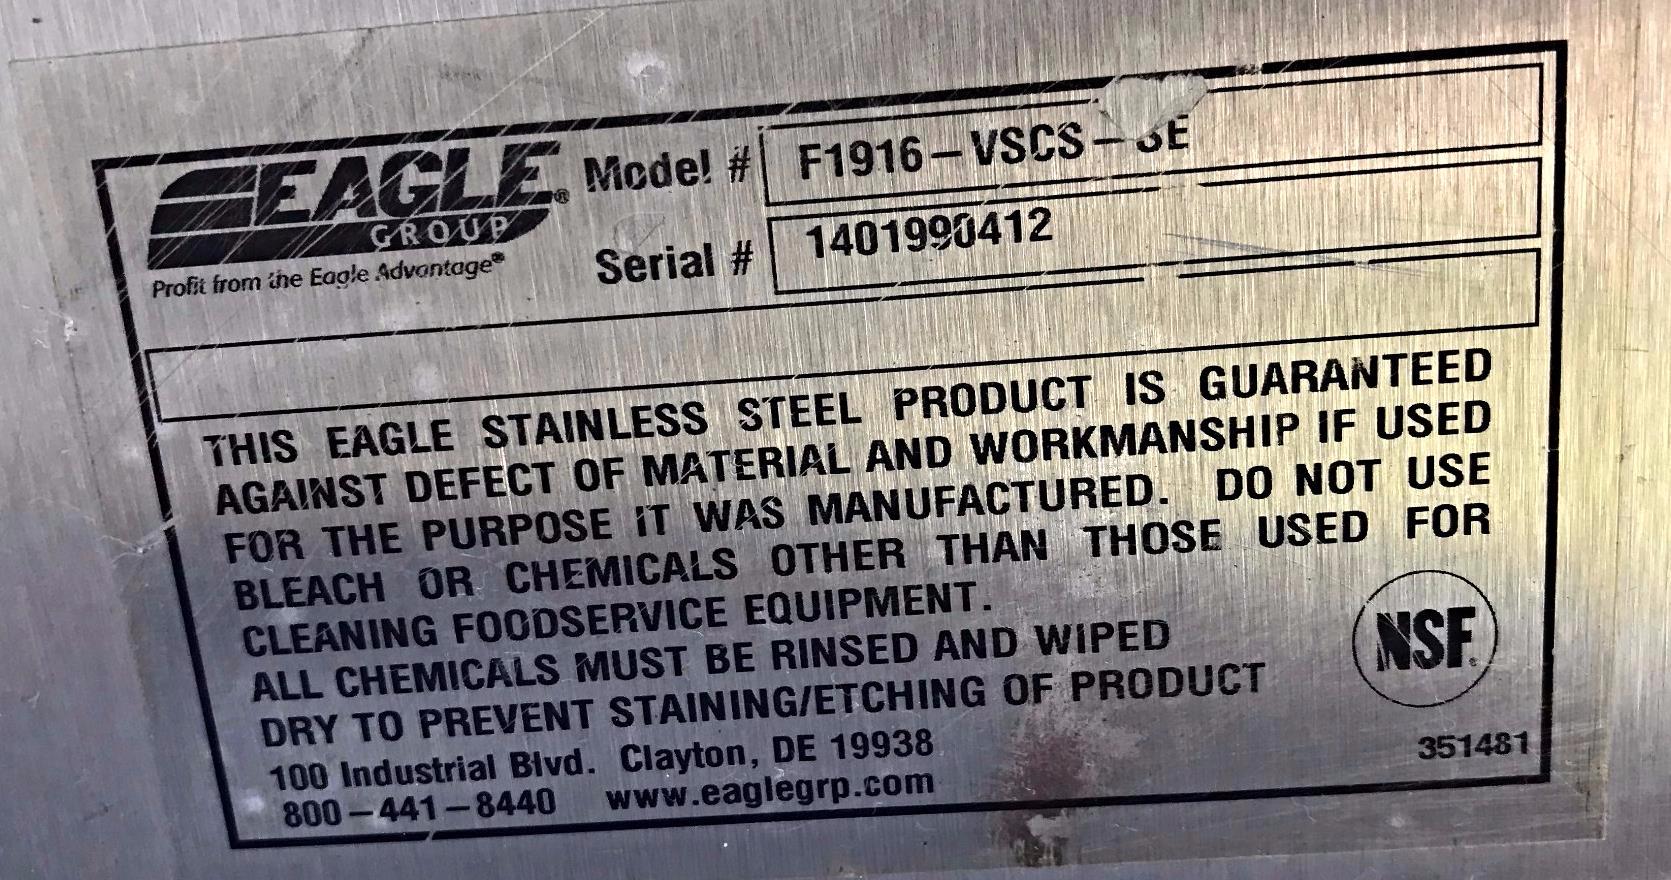 EAGLE®
GROUP
Profit from the Eagle Advantage®
Model # F1916-VSCS-
Serial # 1401990412
THIS EAGLE STAINLESS STEEL PRODUCT IS GUARANTEED
AGAINST DEFECT OF MATERIAL AND WORKMANSHIP IF USED
FOR THE PURPOSE IT WAS MANUFACTURED. DO NOT USE
BLEACH OR CHEMICALS OTHER THAN THOSE USED FOR
CLEANING FOODSERVICE EQUIPMENT.
ALL CHEMICALS MUST BE RINSED AND WIPED
DRY TO PREVENT STAINING/ETCHING OF PRODUCT
100 Industrial Blvd. Clayton, DE 19938
800-441-8440 www.eaglegrp.com
NSF.
351481